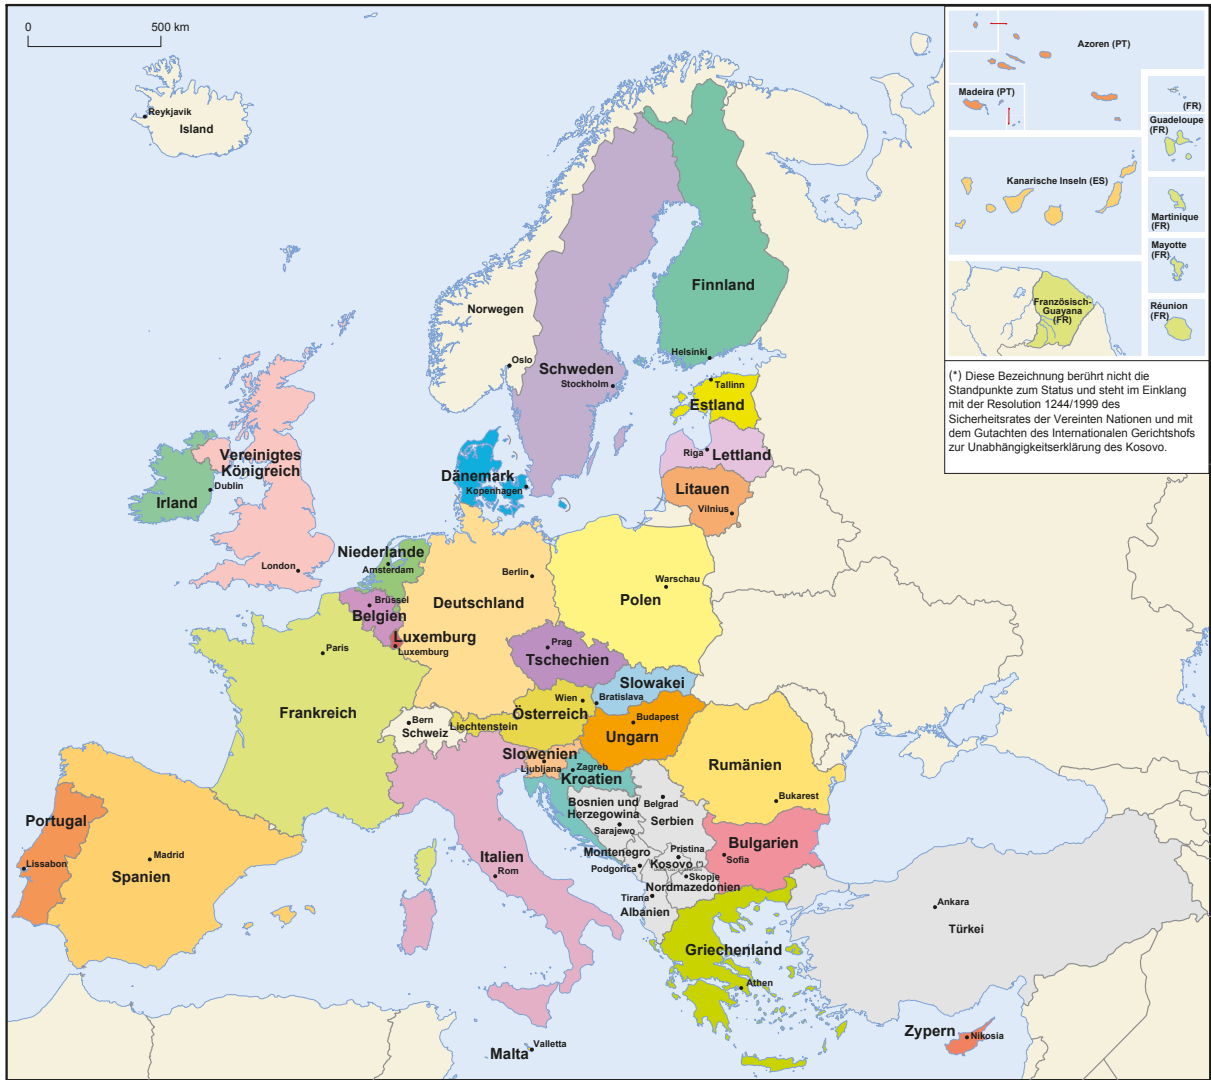 0
500 km
Reykjavik
Island
Azoren (PT)
Madeira (PT)
(FR)
Guadeloupe
(FR)
Kanarische Inseln (ES)
Martinique
(FR)
Mayotte
(FR)
Französisch-
Guayana
(FR)
Réunion
(FR)
(*) Diese Bezeichnung berührt nicht die
Standpunkte zum Status und steht im Einklang
mit der Resolution 1244/1999 des
Sicherheitsrates der Vereinten Nationen und mit
dem Gutachten des Internationalen Gerichtshofs
zur Unabhängigkeitserklärung des Kosovo.
Norwegen
Oslo
Finnland
Helsinki
Schweden
Stockholm
Tallinn
Estland
Riga
Lettland
Litauen
Vilnius
Vereinigtes
Königreich
Dublin
Irland
London
Dänemark
Kopenhagen
Niederlande
Amsterdam
Berlin
Deutschland
Warschau
Polen
Brüssel
Belgien
Luxemburg
Luxemburg
Paris
Frankreich
Prag
Tschechien
Slowakei
Bratislava
Wien
Österreich
Liechtenstein
Bern
Schweiz
Budapest
Ungarn
Slowenien
Ljubljana
Zagreb
Kroatien
Rumänien
Bukarest
Bosnien und
Herzegowina
Sarajewo
Belgrad
Serbien
Montenegro
Podgorica
Pristina
Kosovo (*)
Skopje
Nordmazedonien
Tirana
Albanien
Bulgarien
Sofia
Portugal
Lissabon
Madrid
Spanien
Italien
Rom
Griechenland
Athen
Ankara
Türkei
Zypern
Nikosia
Malta
Valletta